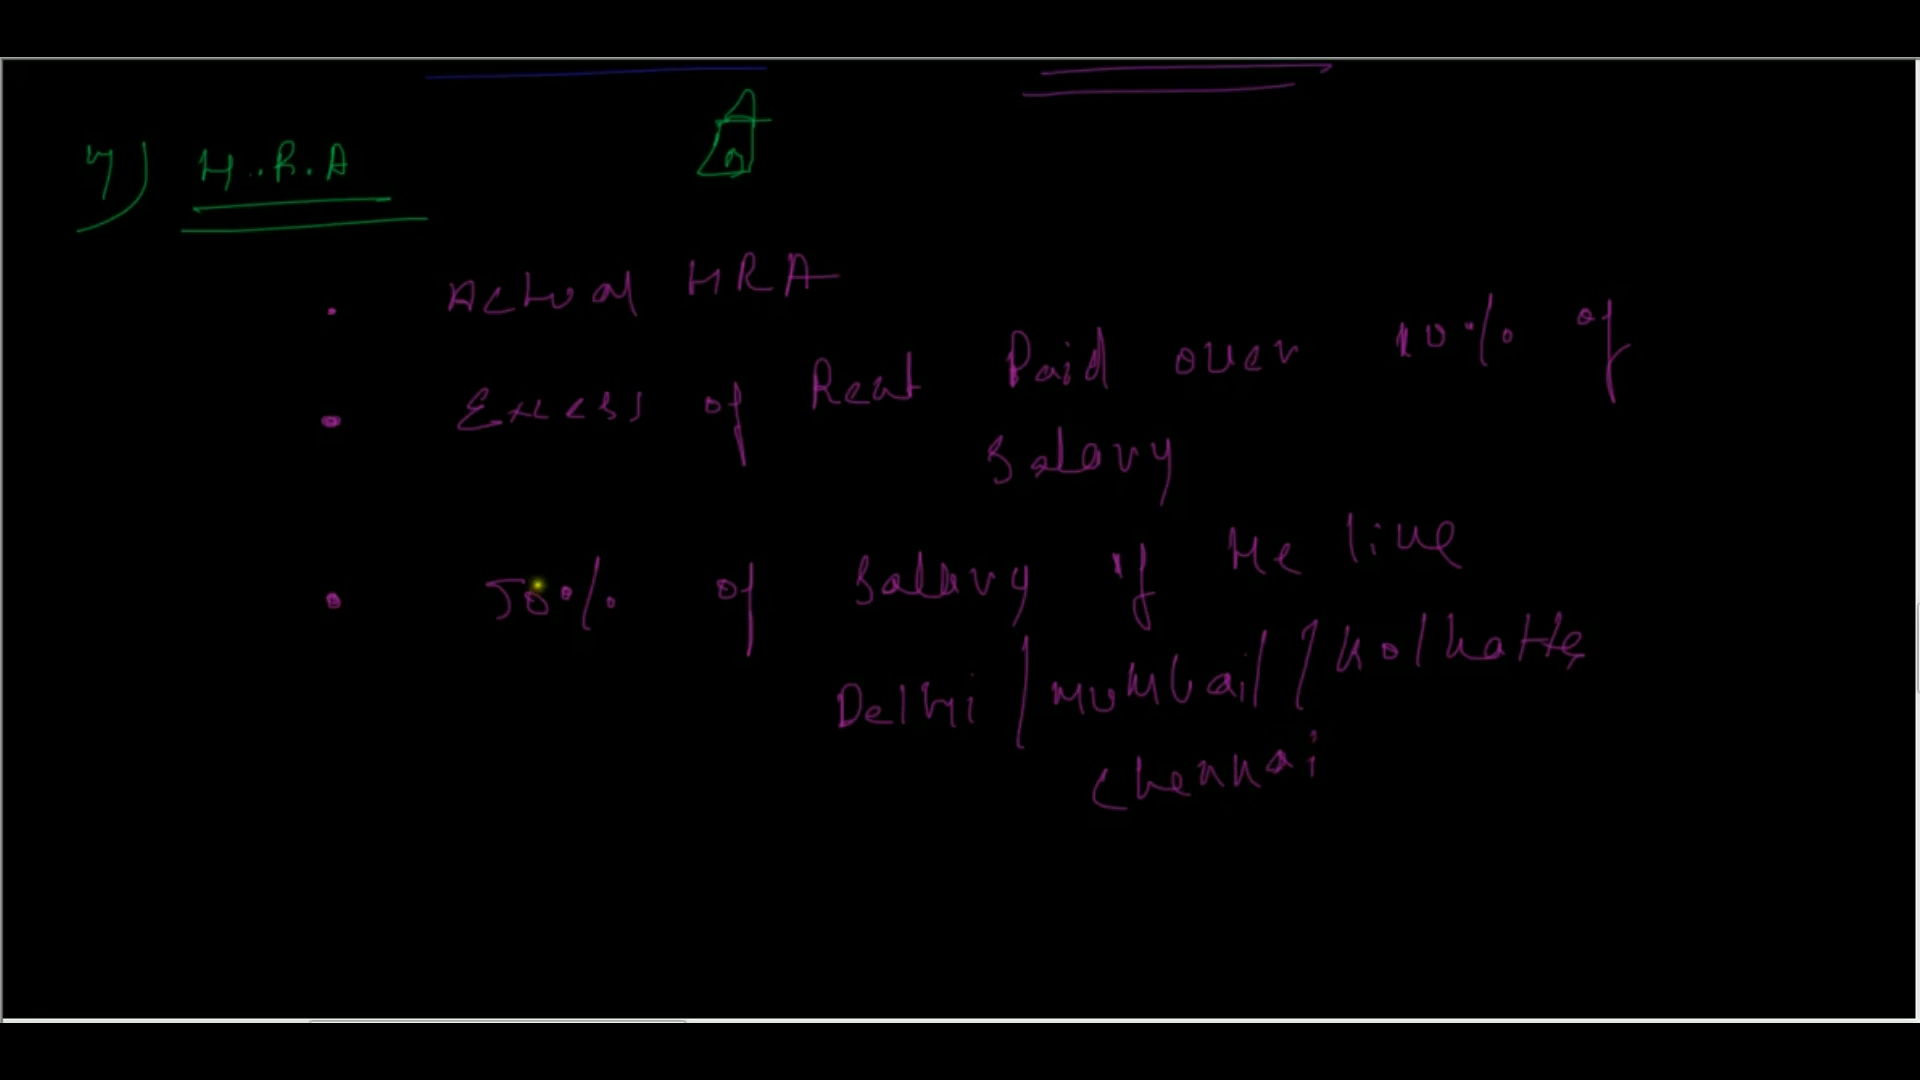 4) H.R.A
• Actual HRA
• Excess of Rent Paid over 10% of
Salary
• 50% of Salary if He live
Delhi / Mumbai / Kolkatta
Chennai